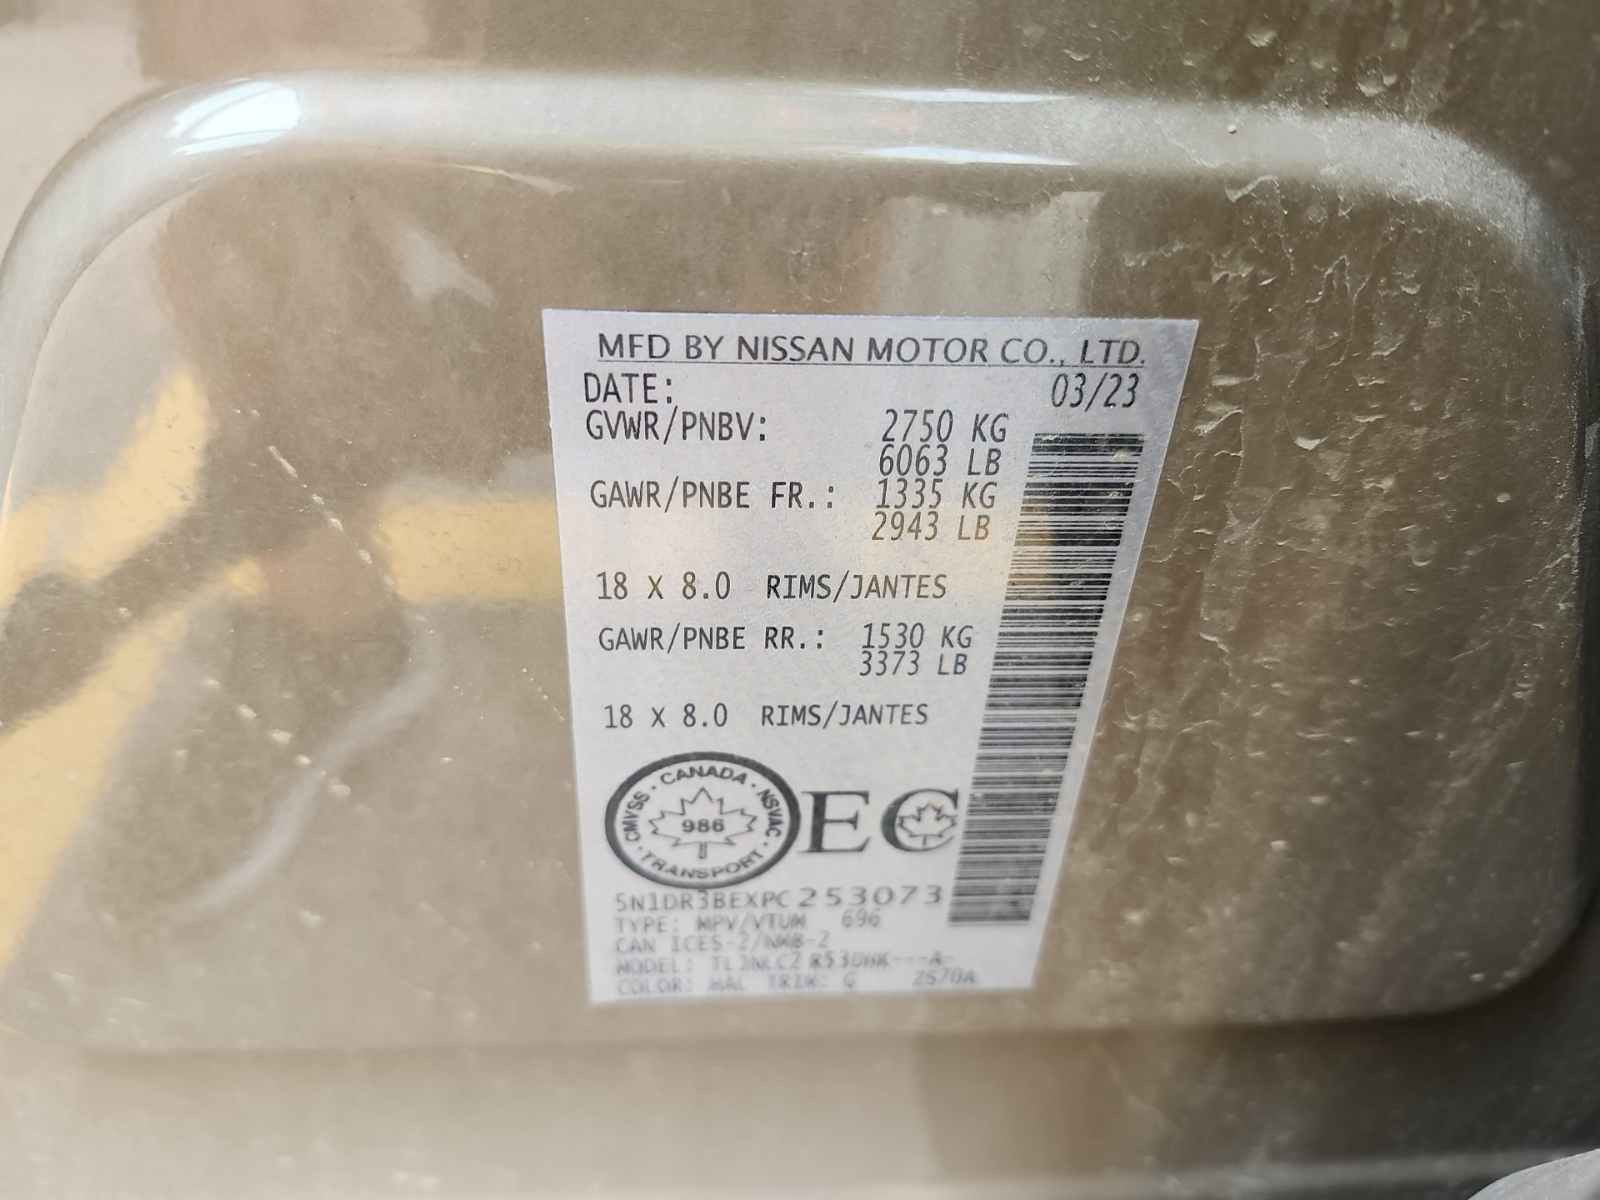 MFD BY NISSAN MOTOR CO., LTD.
DATE: 03/23
GVWR/PNBV: 2750 KG
6063 LB
GAWR/PNBE FR.: 1335 KG
2943 LB
18 X 8.0 RIMS/JANTES
GAWR/PNBE RR.: 1530 KG
3373 LB
18 X 8.0 RIMS/JANTES
CANADA · NSVAC · TRANSPORT · CMVSS ·
986
EC
5N1DR3BEXPC253073
TYPE: MPV/VTUM 696
CAN ICES-2/NMB-2
MODEL:
COLOR: TRIM: G